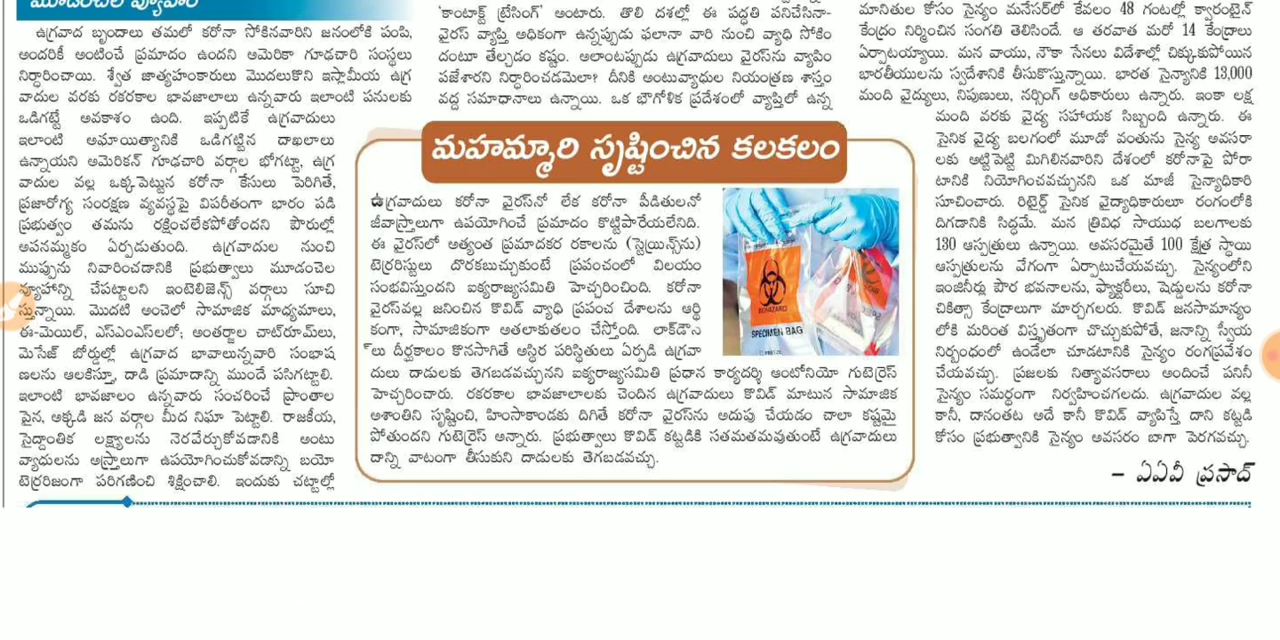 మూడంచెల వ్యూహం
ఉగ్రవాద బృందాలు తమలో కరోనా సోకినవారిని జనంలోకి పంపి,
అందరికీ అంటించే ప్రమాదం ఉందని అమెరికా గూఢచారి సంస్థలు
నిర్ధారించాయి. శ్వేత జాత్యహంకారులు మొదలుకొని ఇస్లామీయ ఉగ్ర
వాదుల వరకు రకరకాల భావజాలాలు ఉన్నవారు ఇలాంటి పనులకు
ఒడిగట్టే అవకాశం ఉంది. ఇప్పటికే ఉగ్రవాదులు
ఇలాంటి అఘాయిత్యానికి ఒడిగట్టిన దాఖలాలు
ఉన్నాయని అమెరికన్ గూఢచారి వర్గాల భోగట్టా. ఉగ్ర
వాదుల వల్ల ఒక్కపెట్టున కరోనా కేసులు పెరిగితే,
ప్రజారోగ్య సంరక్షణ వ్యవస్థపై విపరీతంగా భారం పడి
ప్రభుత్వం తమను రక్షించలేకపోతోందని పౌరుల్లో
అపనమ్మకం ఏర్పడుతుంది. ఉగ్రవాదుల నుంచి
ముప్పును నివారించడానికి ప్రభుత్వాలు మూడంచెల
వ్యూహాన్ని చేపట్టాలని ఇంటెలిజెన్స్ వర్గాలు సూచి
స్తున్నాయి. మొదటి అంచెలో సామాజిక మాధ్యమాలు,
ఈ-మెయిల్, ఎస్ఎంఎస్‌లలో; అంతర్జాల చాట్‌రూమ్‌లు,
మెసేజ్ బోర్డుల్లో ఉగ్రవాద భావాలున్నవారి సంభాష
ణలను ఆలకిస్తూ, దాడి ప్రమాదాన్ని ముందే పసిగట్టాలి.
ఇలాంటి భావజాలం ఉన్నవారు సంచరించే ప్రాంతాల
పైన, అక్కడి జన వర్గాల మీద నిఘా పెట్టాలి. రాజకీయ,
సైద్ధాంతిక లక్ష్యాలను నెరవేర్చుకోవడానికి అంటు
వ్యాధులను అస్త్రాలుగా ఉపయోగించుకోవడాన్ని బయో
టెర్రరిజంగా పరిగణించి శిక్షించాలి. ఇందుకు చట్టాల్లో
'కాంటాక్ట్ ట్రేసింగ్' అంటారు. తొలి దశల్లో ఈ పద్ధతి పనిచేసినా-
వైరస్ వ్యాప్తి అధికంగా ఉన్నప్పుడు ఫలానా వారి నుంచి వ్యాధి సోకిం
దంటూ తేల్చడం కష్టం. అలాంటప్పుడు ఉగ్రవాదులు వైరస్‌ను వ్యాపిం
పజేశారని నిర్ధారించడమెలా? దీనికి అంటువ్యాధుల నియంత్రణ శాస్త్రం
వద్ద సమాధానాలు ఉన్నాయి. ఒక భౌగోళిక ప్రదేశంలో వ్యాప్తిలో ఉన్న
మహమ్మారి సృష్టించిన కలకలం
ఉగ్రవాదులు కరోనా వైరస్‌నో లేక కరోనా పీడితులనో
జీవాస్త్రాలుగా ఉపయోగించే ప్రమాదం కొట్టిపారేయలేనిది.
ఈ వైరస్‌లో అత్యంత ప్రమాదకర రకాలను (స్టెయిన్స్‌ను)
టెర్రరిస్టులు దొరకబుచ్చుకుంటే ప్రపంచంలో విలయం
సంభవిస్తుందని ఐక్యరాజ్యసమితి హెచ్చరించింది. కరోనా
వైరస్‌వల్ల జనించిన కొవిడ్ వ్యాధి ప్రపంచ దేశాలను ఆర్థి
కంగా, సామాజికంగా అతలాకుతలం చేస్తోంది. లాక్‌డౌన్
‌లు దీర్ఘకాలం కొనసాగితే అస్థిర పరిస్థితులు ఏర్పడి ఉగ్రవా
దులు దాడులకు తెగబడవచ్చునని ఐక్యరాజ్యసమితి ప్రధాన కార్యదర్శి ఆంటోనియో గుటెరెస్
హెచ్చరించారు. రకరకాల భావజాలాలకు చెందిన ఉగ్రవాదులు కొవిడ్ మాటున సామాజిక
అశాంతిని సృష్టించి, హింసాకాండకు దిగితే కరోనా వైరస్‌ను అదుపు చేయడం చాలా కష్టమై
పోతుందని గుటెరెస్ అన్నారు. ప్రభుత్వాలు కొవిడ్ కట్టడికి సతమతమవుతుంటే ఉగ్రవాదులు
దాన్ని వాటంగా తీసుకుని దాడులకు తెగబడవచ్చు.
BIOHAZARD
SPECIMEN BAG
మానితుల కోసం సైన్యం మనేసర్‌లో కేవలం 48 గంటల్లో క్వారంటైన్
కేంద్రం నిర్మించిన సంగతి తెలిసిందే. ఆ తరవాత మరో 14 కేంద్రాలు
ఏర్పాటయ్యాయి. మన వాయు, నౌకా సేనలు విదేశాల్లో చిక్కుకుపోయిన
భారతీయులను స్వదేశానికి తీసుకొస్తున్నాయి. భారత సైన్యానికి 13,000
మంది వైద్యులు, నిపుణులు, నర్సింగ్ అధికారులు ఉన్నారు. ఇంకా లక్ష
మంది వరకు వైద్య సహాయక సిబ్బంది ఉన్నారు. ఈ
సైనిక వైద్య బలగంలో మూడో వంతును సైన్య అవసరా
లకు అట్టిపెట్టి మిగిలినవారిని దేశంలో కరోనాపై పోరా
టానికి నియోగించవచ్చునని ఒక మాజీ సైన్యాధికారి
సూచించారు. రిటైర్డ్ సైనిక వైద్యాధికారులూ రంగంలోకి
దిగడానికి సిద్ధమే. మన త్రివిధ సాయుధ బలగాలకు
130 ఆస్పత్రులు ఉన్నాయి. అవసరమైతే 100 క్షేత్ర స్థాయి
ఆస్పత్రులను వేగంగా ఏర్పాటుచేయవచ్చు. సైన్యంలోని
ఇంజినీర్లు పౌర భవనాలను, ఫ్యాక్టరీలు, షెడ్డులను కరోనా
చికిత్సా కేంద్రాలుగా మార్చగలరు. కొవిడ్ జనసామాన్యం
లోకి మరింత విస్తృతంగా చొచ్చుకుపోతే, జనాన్ని స్వీయ
నిర్బంధంలో ఉండేలా చూడటానికి సైన్యం రంగప్రవేశం
చేయవచ్చు. ప్రజలకు నిత్యావసరాలు అందించే పనినీ
సైన్యం సమర్థంగా నిర్వహించగలదు. ఉగ్రవాదుల వల్ల
కానీ, దానంతట అదే కానీ కొవిడ్ వ్యాపిస్తే దాని కట్టడి
కోసం ప్రభుత్వానికి సైన్యం అవసరం బాగా పెరగవచ్చు.
– ఏఏవీ ప్రసాద్